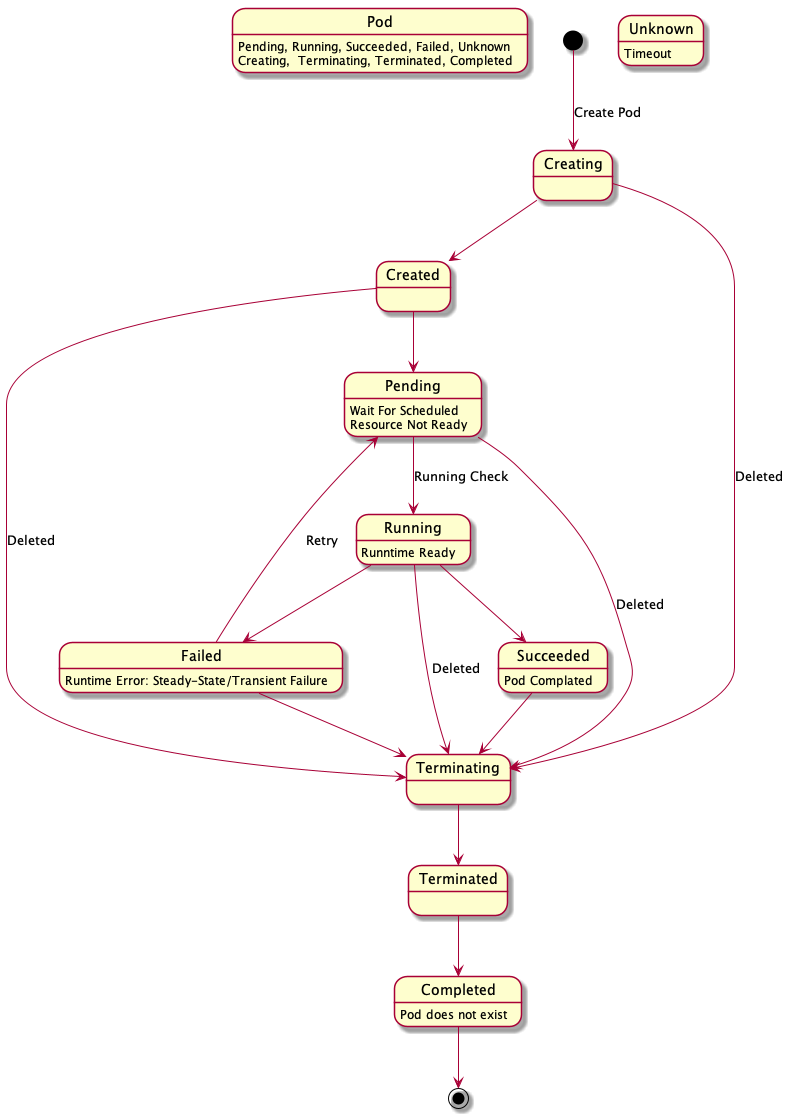 Pod
Pending, Running, Succeeded, Failed, Unknown
Creating,  Terminating, Terminated, Completed
Unknown
Timeout
Create Pod
Creating
Created
Pending
Wait For Scheduled
Resource Not Ready
Deleted
Running Check
Running
Runntime Ready
Retry
Deleted
Deleted
Failed
Runtime Error: Steady-State/Transient Failure
Deleted
Succeeded
Pod Complated
Terminating
Terminated
Completed
Pod does not exist